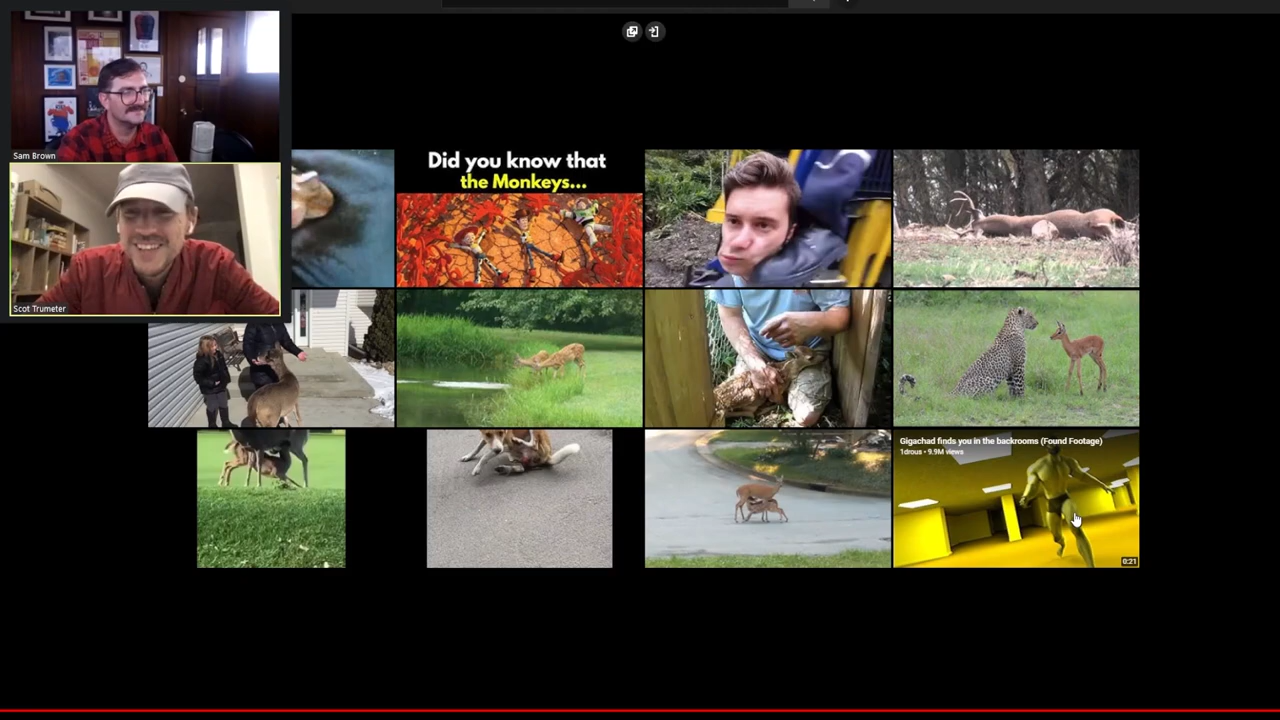 Sam Brown
Scot Trumeter
Did you know that
the Monkeys...
Gigachad finds you in the backrooms (Found Footage)
1drous • 9.9M views
0:21